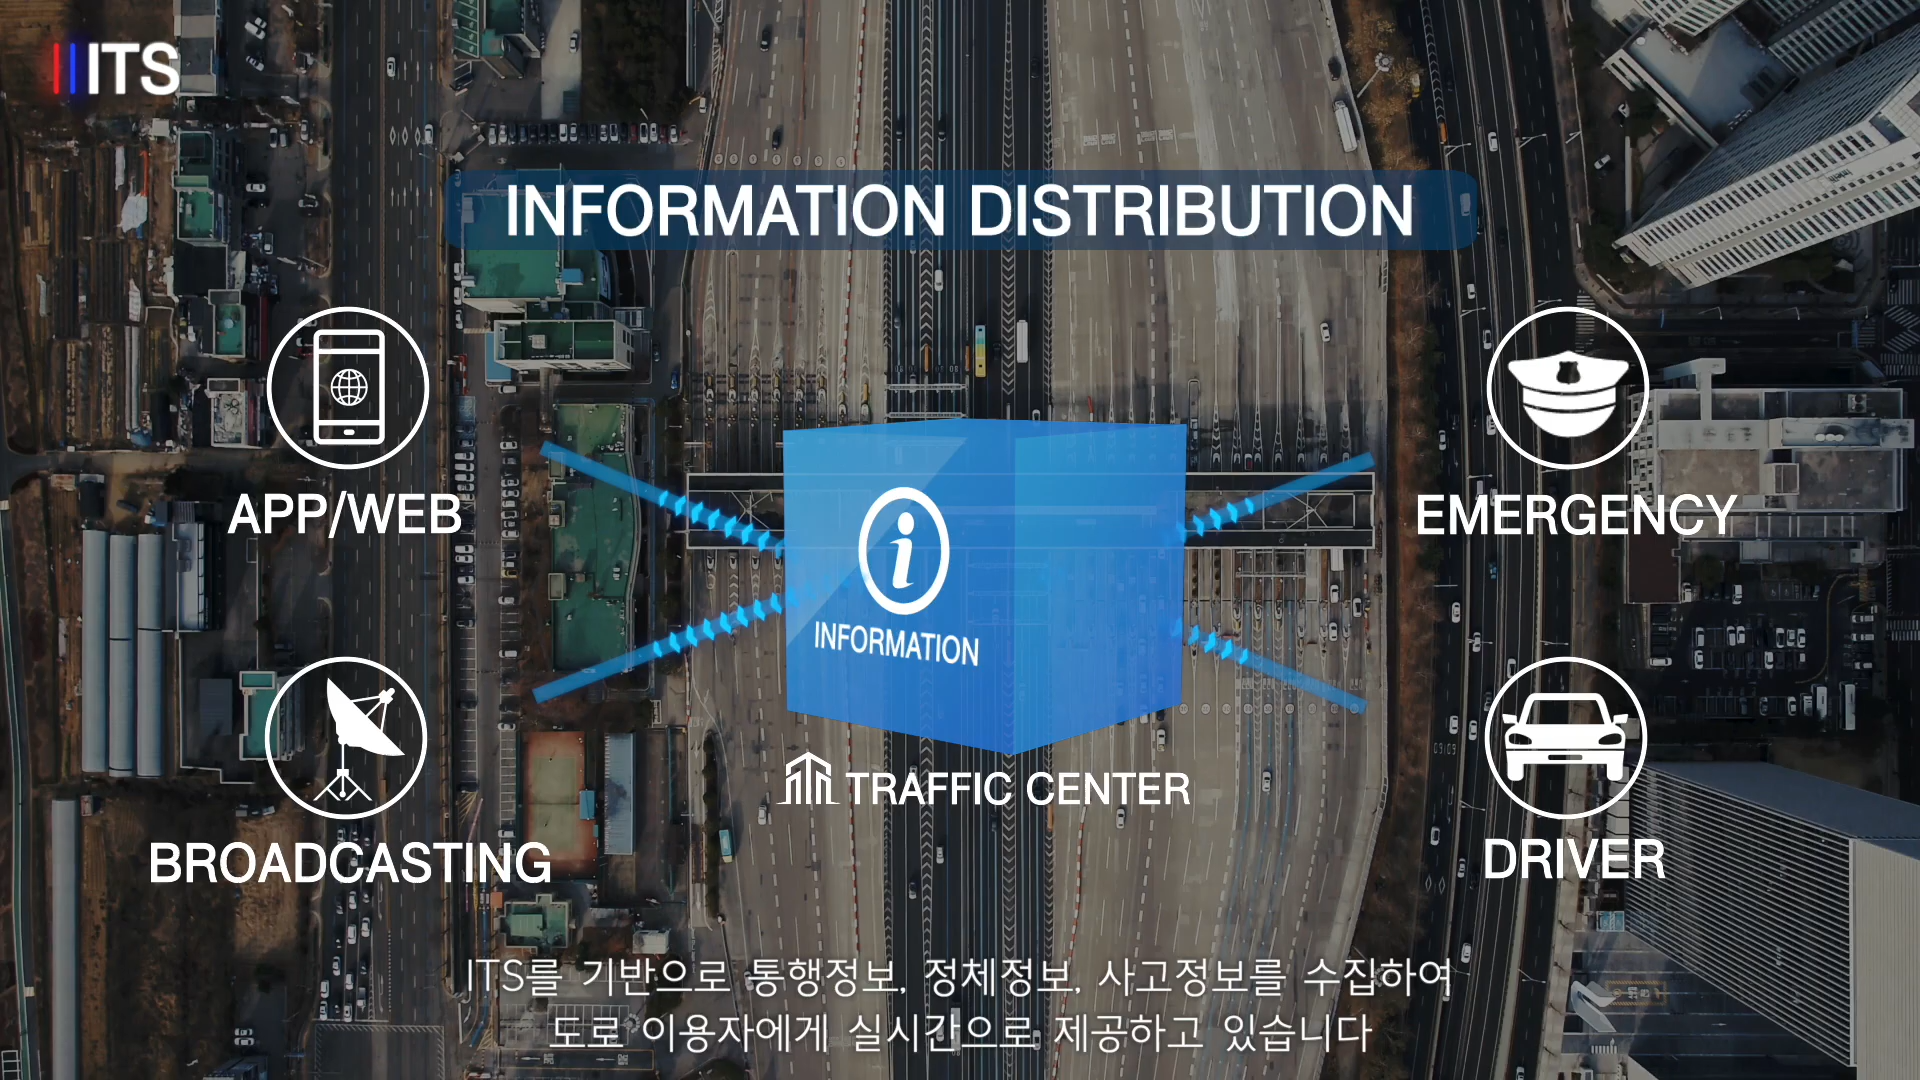 ITS
INFORMATION DISTRIBUTION
APP/WEB
EMERGENCY
INFORMATION
TRAFFIC CENTER
BROADCASTING
DRIVER
ITS를 기반으로 통행정보, 정체정보, 사고정보를 수집하여
도로 이용자에게 실시간으로 제공하고 있습니다